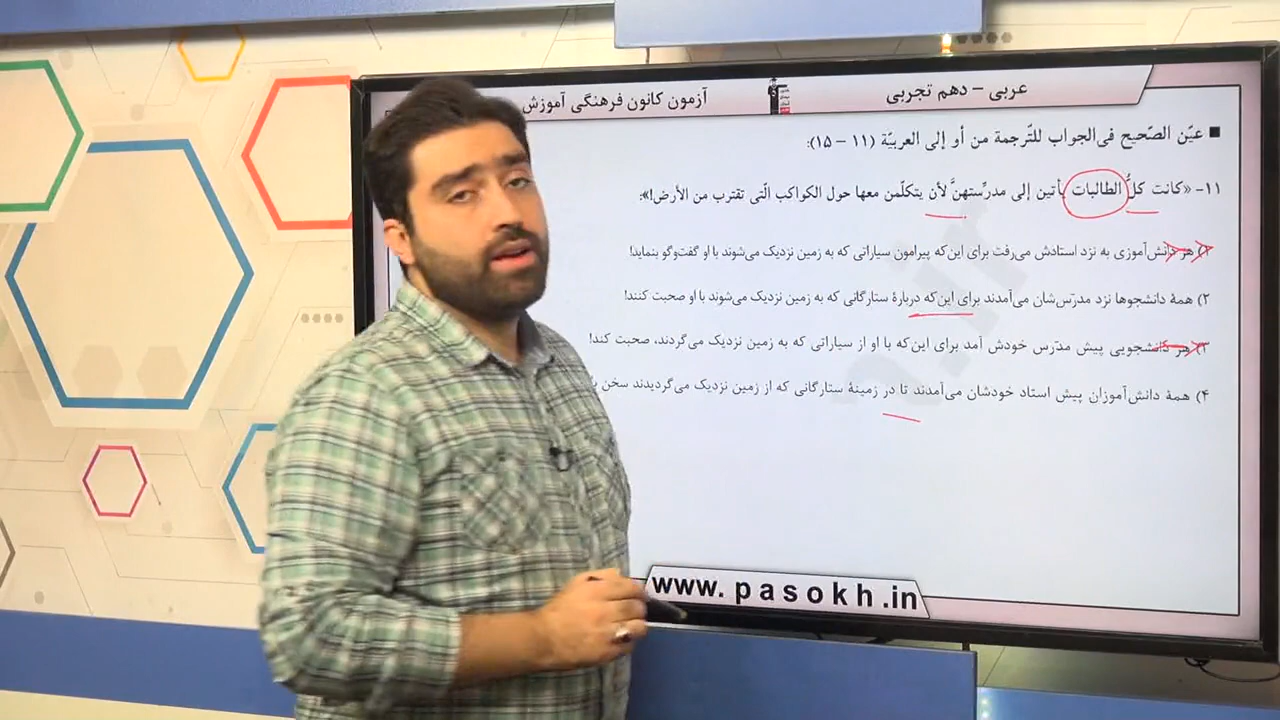 عربی - دهم تجربی
آزمون کانون فرهنگی آموزش
■ عیّن الصّحیح فی‌الجواب للتّرجمة من أو إلی العربیّة (۱۱ - ۱۵):
۱۱- «کانت کلُّ الطالبات یأتین إلی مدرِّستهنَّ لأن یتکلّمن معها حول الکواکب الّتی تقترب من الأرض!»:
۱) هر دانش‌آموزی به نزد استادش می‌رفت برای این‌که پیرامون سیاراتی که به زمین نزدیک می‌شوند با او گفت‌وگو بنماید!
۲) همهٔ دانشجوها نزد مدرّس‌شان می‌آمدند برای این‌که دربارهٔ ستارگانی که به زمین نزدیک می‌شوند با او صحبت کنند!
۳) هر دانشجویی پیش مدّرس خودش آمد برای این‌که با او از سیاراتی که به زمین نزدیک می‌گردند، صحبت کند!
۴) همهٔ دانش‌آموزان پیش استاد خودشان می‌آمدند تا در زمینهٔ ستارگانی که از زمین نزدیک می‌گردیدند سخن
www. pasokh.in